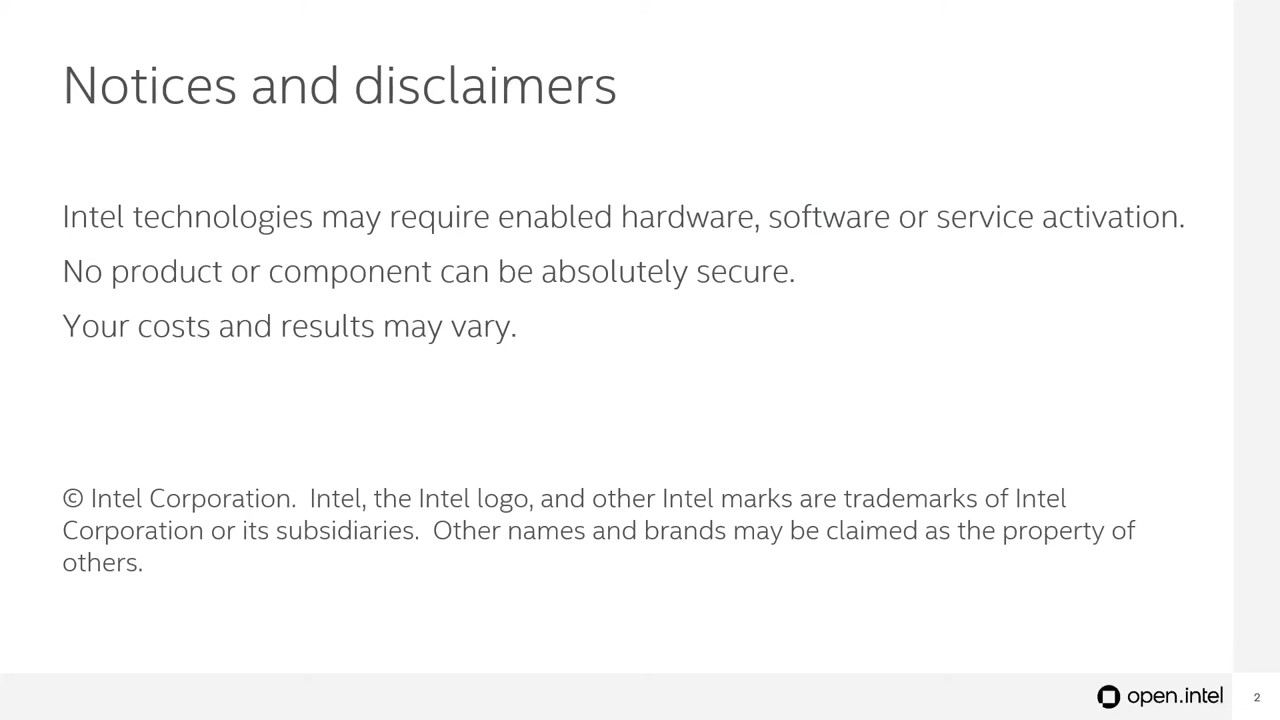 Notices and disclaimers
Intel technologies may require enabled hardware, software or service activation.
No product or component can be absolutely secure.
Your costs and results may vary.
© Intel Corporation.  Intel, the Intel logo, and other Intel marks are trademarks of Intel
Corporation or its subsidiaries.  Other names and brands may be claimed as the property of
others.
open.intel
2